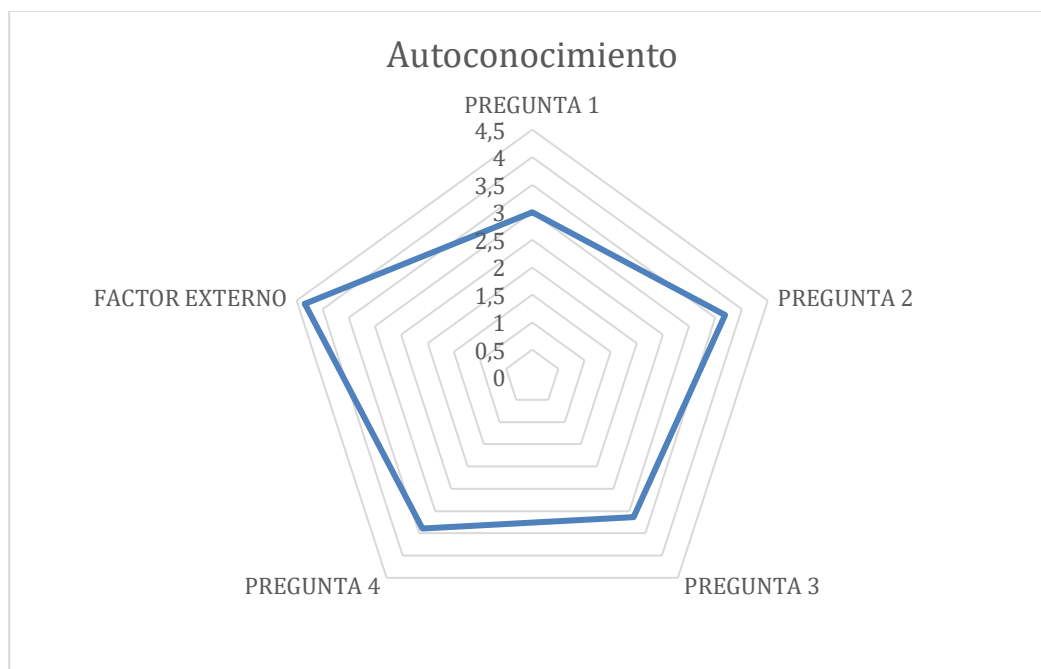 Autoconocimiento
PREGUNTA 1
4,5
4
3,5
3
2,5
2
1,5
1
0,5
0
FACTOR EXTERNO
PREGUNTA 2
PREGUNTA 4
PREGUNTA 3